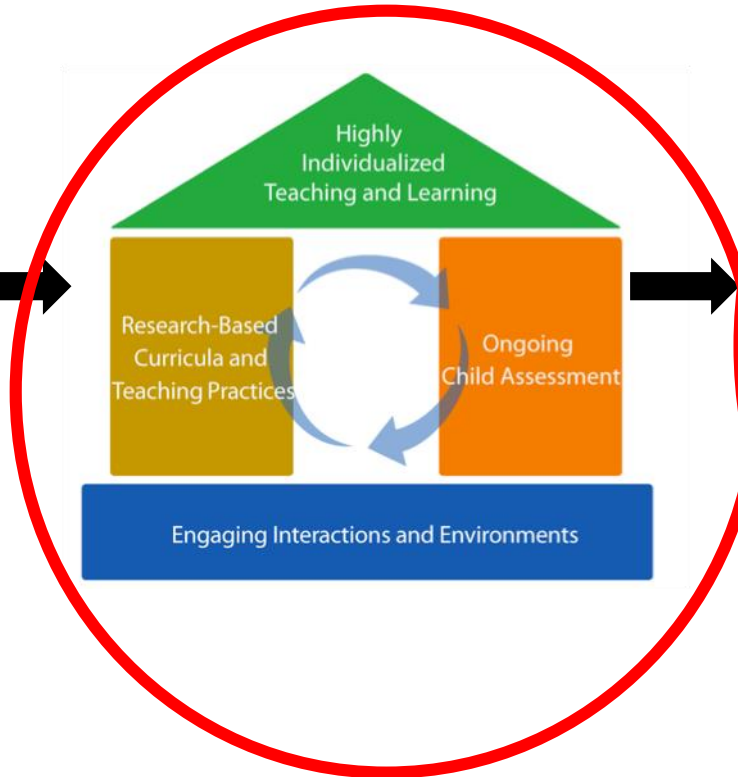 Highly
Individualized
Teaching and Learning
Research-Based
Curricula and
Teaching Practices
Ongoing
Child Assessment
Engaging Interactions and Environments